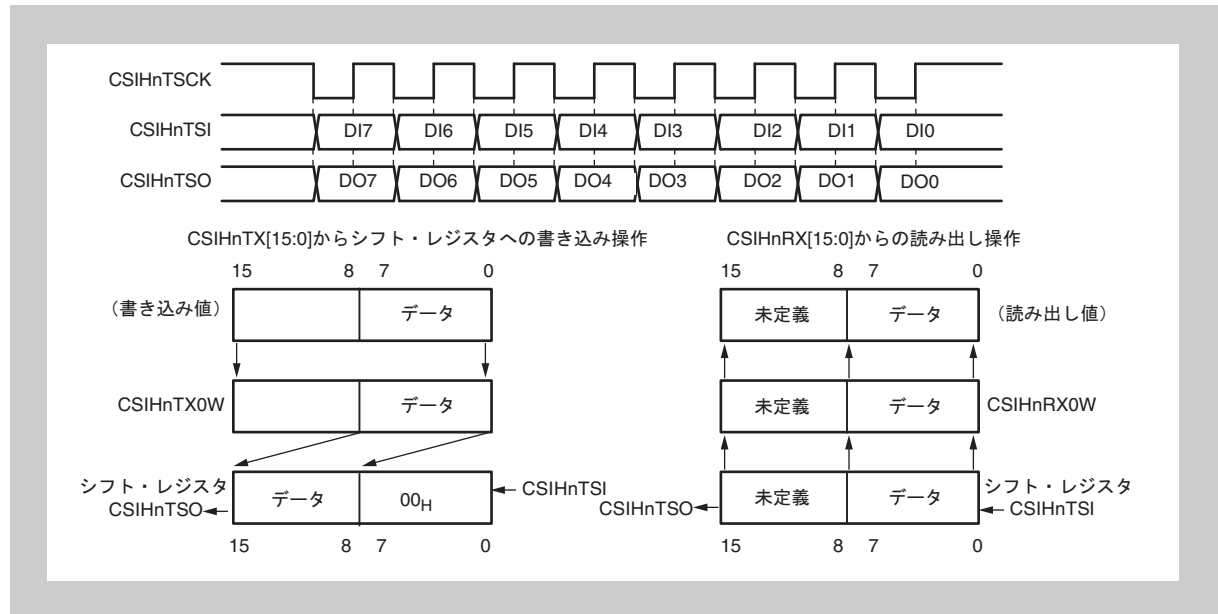 CSIHnTSCK
CSIHnTSI DI7 DI6 DI5 DI4 DI3 DI2 DI1 DI0
CSIHnTSO DO7 DO6 DO5 DO4 DO3 DO2 DO1 DO0
CSIHnTX[15:0]からシフト・レジスタへの書き込み操作
15 8 7 0
（書き込み値） データ
CSIHnTX0W データ
シフト・レジスタ
CSIHnTSO データ 00H CSIHnTSI
15 8 7 0
CSIHnRX[15:0]からの読み出し操作
15 8 7 0
未定義 データ （読み出し値）
未定義 データ CSIHnRX0W
シフト・レジスタ
CSIHnTSO 未定義 データ CSIHnTSI
15 8 7 0